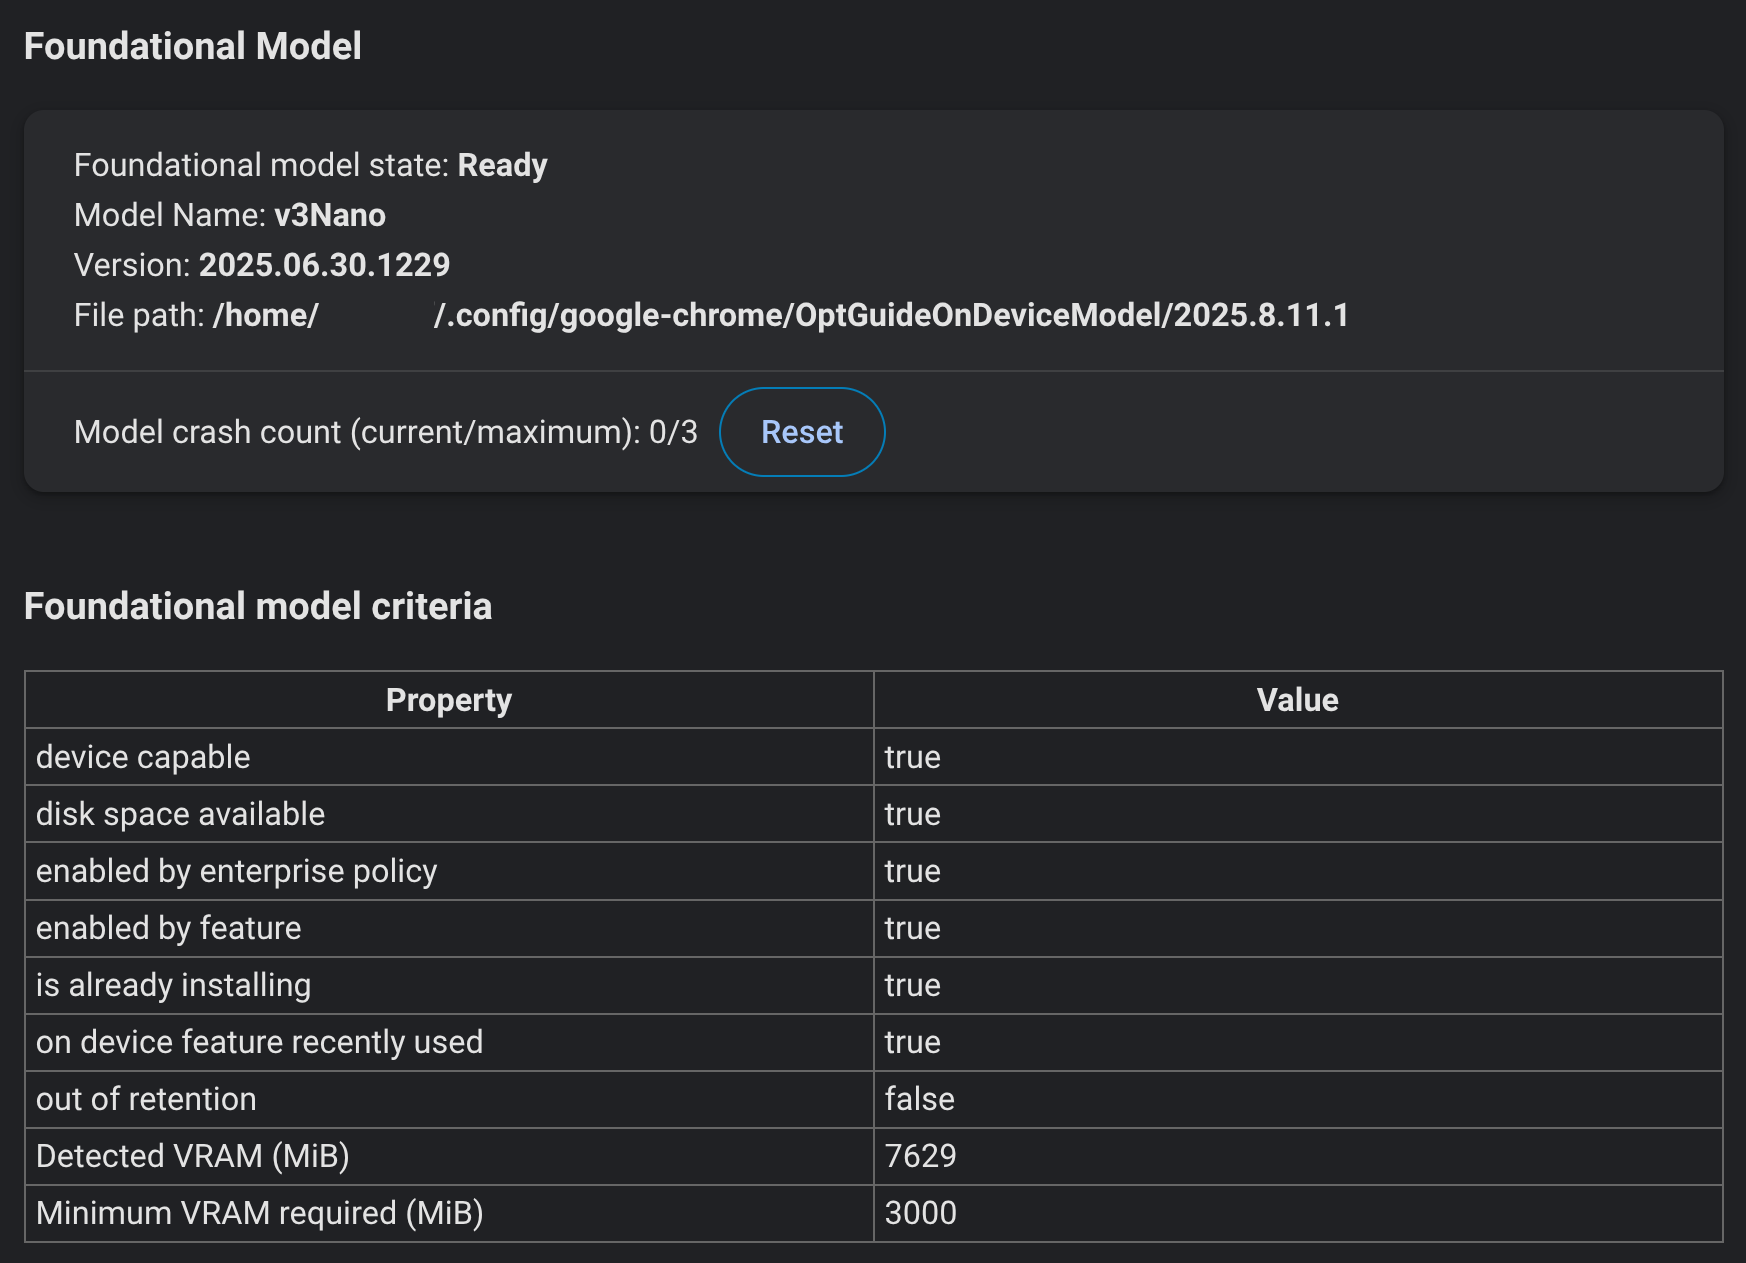 Foundational Model
Foundational model state: Ready
Model Name: v3Nano
Version: 2025.06.30.1229
File path: /home/ /.config/google-chrome/OptGuideOnDeviceModel/2025.8.11.1
Model crash count (current/maximum): 0/3 Reset
Foundational model criteria
Property Value
device capable true
disk space available true
enabled by enterprise policy true
enabled by feature true
is already installing true
on device feature recently used true
out of retention false
Detected VRAM (MiB) 7629
Minimum VRAM required (MiB) 3000